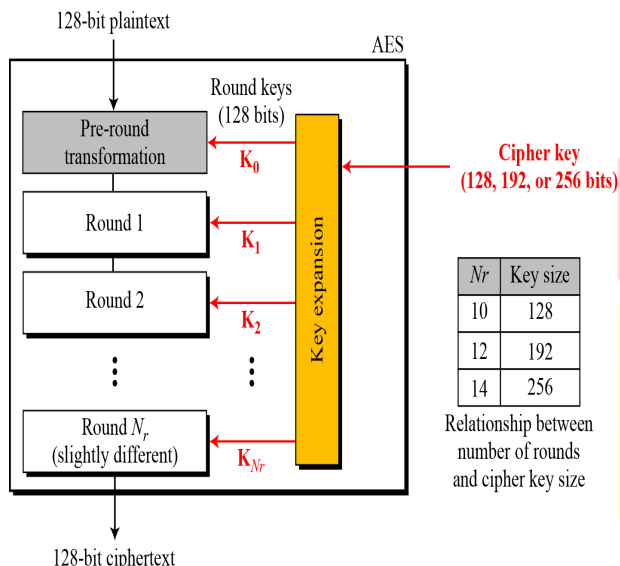 128-bit plaintext
AES
Round keys
(128 bits)
Pre-round
transformation
K0
Cipher key
(128, 192, or 256 bits)
Round 1
K1
Round 2
K2
Key expansion
Nr Key size
10 128
12 192
14 256
Relationship between
number of rounds
and cipher key size
Round Nr
(slightly different)
KNr
128-bit ciphertext